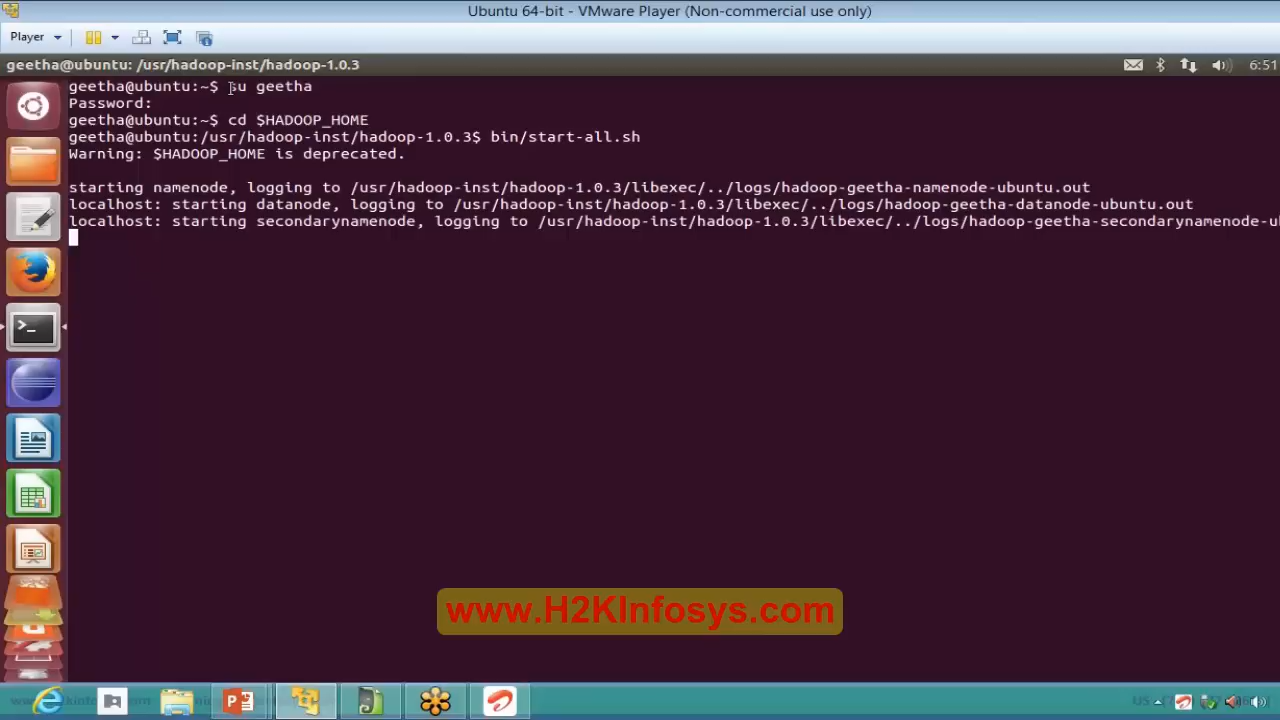 Ubuntu 64-bit - VMware Player (Non-commercial use only)
Player
geetha@ubuntu: /usr/hadoop-inst/hadoop-1.0.3
6:51
geetha@ubuntu:~$ su geetha
Password:
geetha@ubuntu:~$ cd $HADOOP_HOME
geetha@ubuntu:/usr/hadoop-inst/hadoop-1.0.3$ bin/start-all.sh
Warning: $HADOOP_HOME is deprecated.
starting namenode, logging to /usr/hadoop-inst/hadoop-1.0.3/libexec/../logs/hadoop-geetha-namenode-ubuntu.out
localhost: starting datanode, logging to /usr/hadoop-inst/hadoop-1.0.3/libexec/../logs/hadoop-geetha-datanode-ubuntu.out
localhost: starting secondarynamenode, logging to /usr/hadoop-inst/hadoop-1.0.3/libexec/../logs/hadoop-geetha-secondarynamenode-ub
www.H2KInfosys.com
US